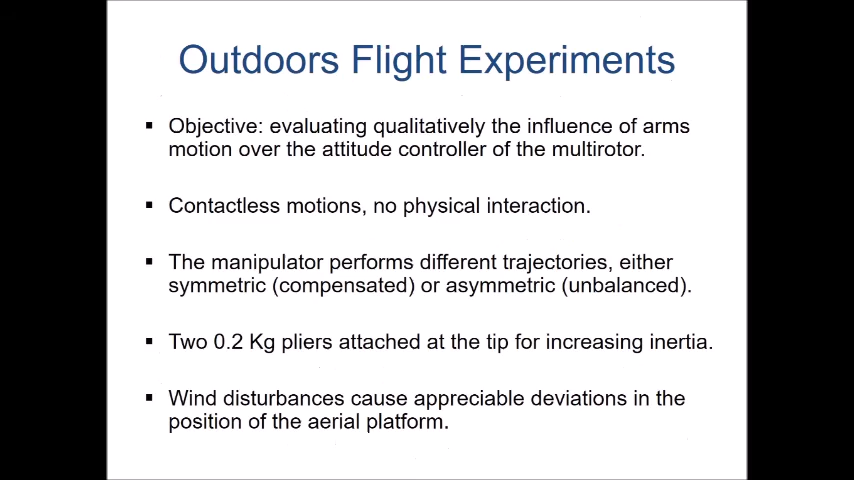 Outdoors Flight Experiments
▪ Objective: evaluating qualitatively the influence of arms
motion over the attitude controller of the multirotor.
▪ Contactless motions, no physical interaction.
▪ The manipulator performs different trajectories, either
symmetric (compensated) or asymmetric (unbalanced).
▪ Two 0.2 Kg pliers attached at the tip for increasing inertia.
▪ Wind disturbances cause appreciable deviations in the
position of the aerial platform.